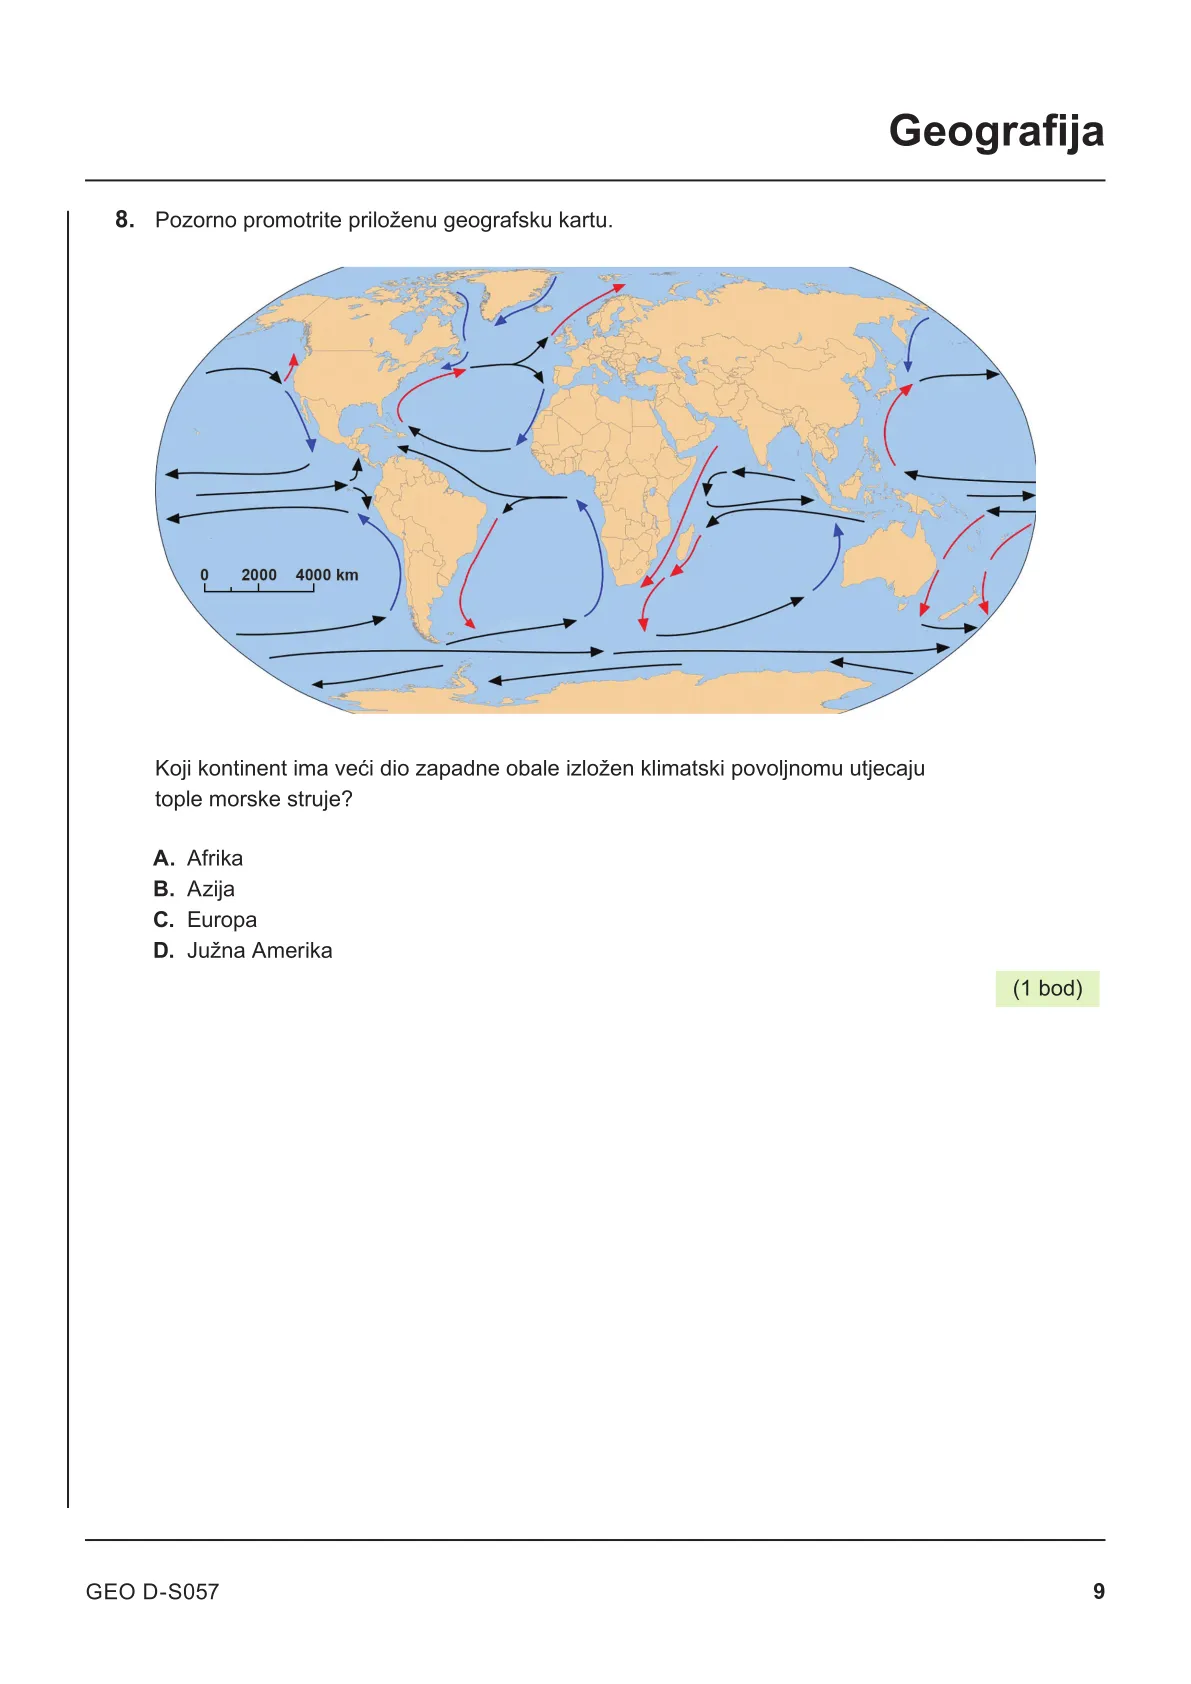 Geografija
8. Pozorno promotrite priloženu geografsku kartu.
0 2000 4000 km
Koji kontinent ima veći dio zapadne obale izložen klimatski povoljnomu utjecaju
tople morske struje?
A. Afrika
B. Azija
C. Europa
D. Južna Amerika
(1 bod)
GEO D-S057
9